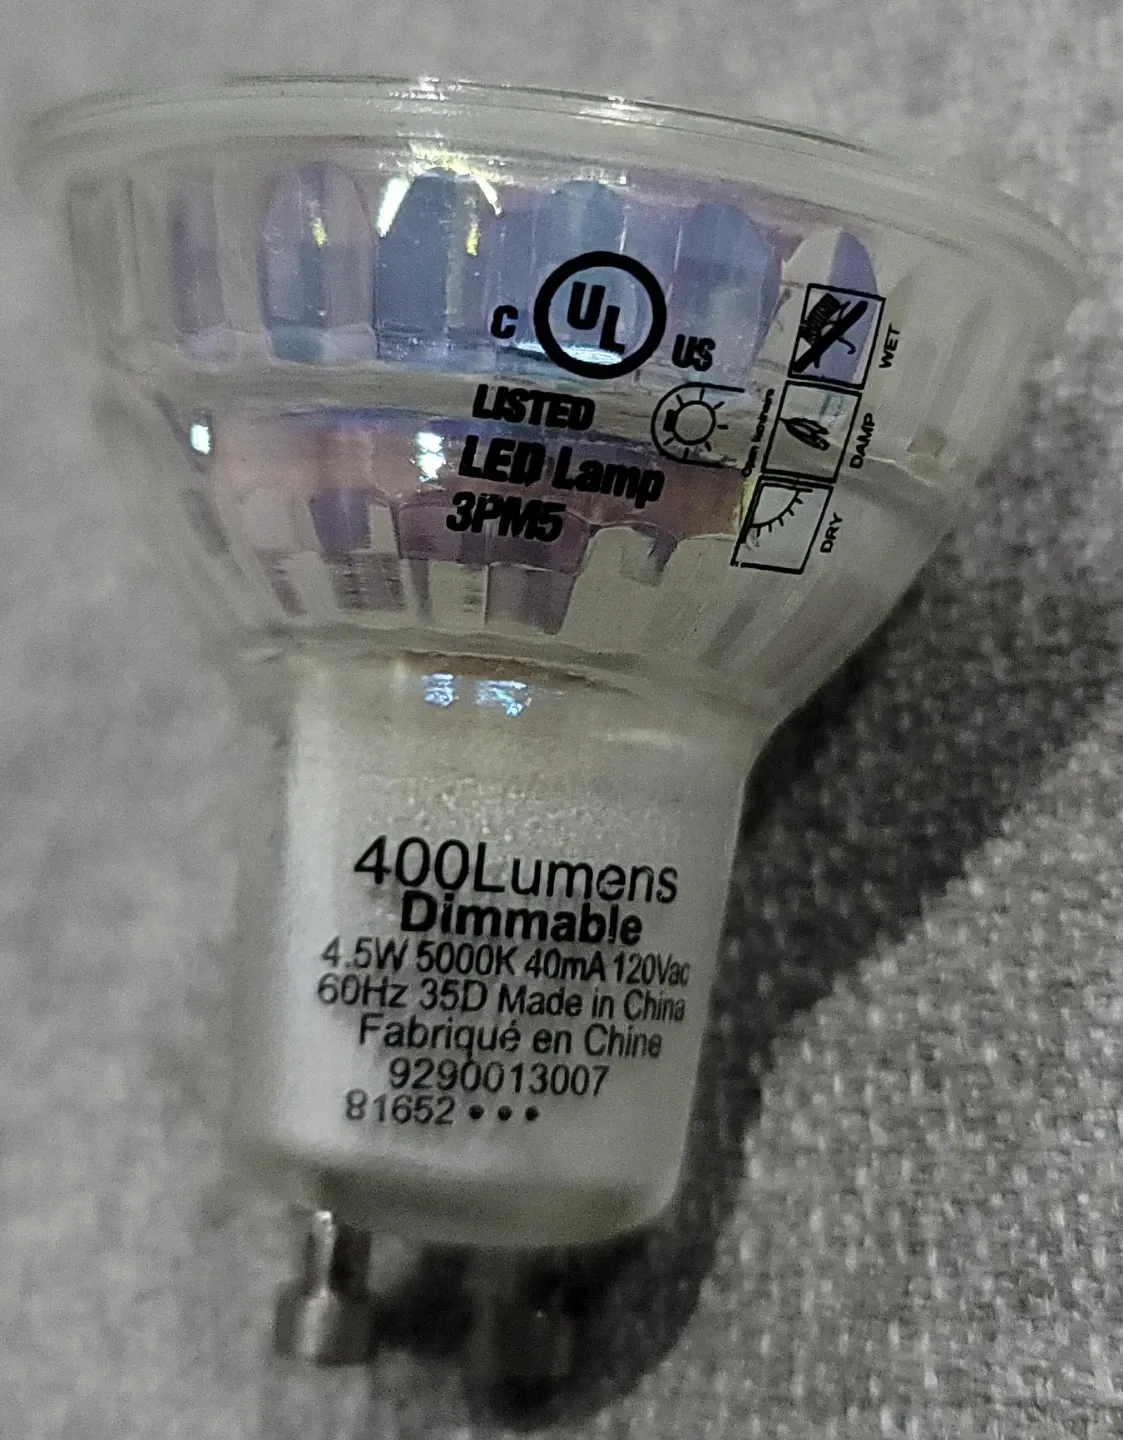 C UL US
LISTED
LED Lamp
3PM5
WET
DAMP
DRY
400Lumens
Dimmable
4.5W 5000K 40mA 120Vac
60Hz 35D Made in China
Fabriqué en Chine
9290013007
81652•••